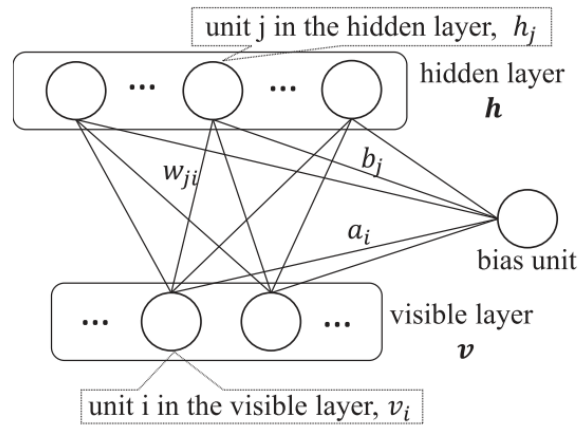 unit j in the hidden layer, h_j
... ...
hidden layer
h
w_ji
b_j
a_i
bias unit
... ...
visible layer
v
unit i in the visible layer, v_i